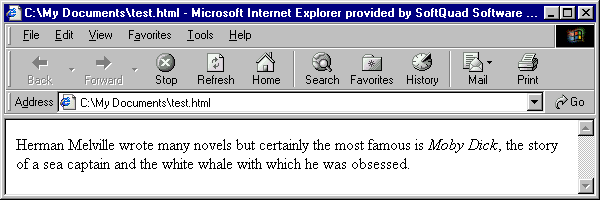 C:\My Documents\test.html - Microsoft Internet Explorer provided by SoftQuad Software ...
File Edit View Favorites Tools Help
Back Forward Stop Refresh Home Search Favorites History Mail Print
Address C:\My Documents\test.html Go
Herman Melville wrote many novels but certainly the most famous is Moby Dick, the story
of a sea captain and the white whale with which he was obsessed.